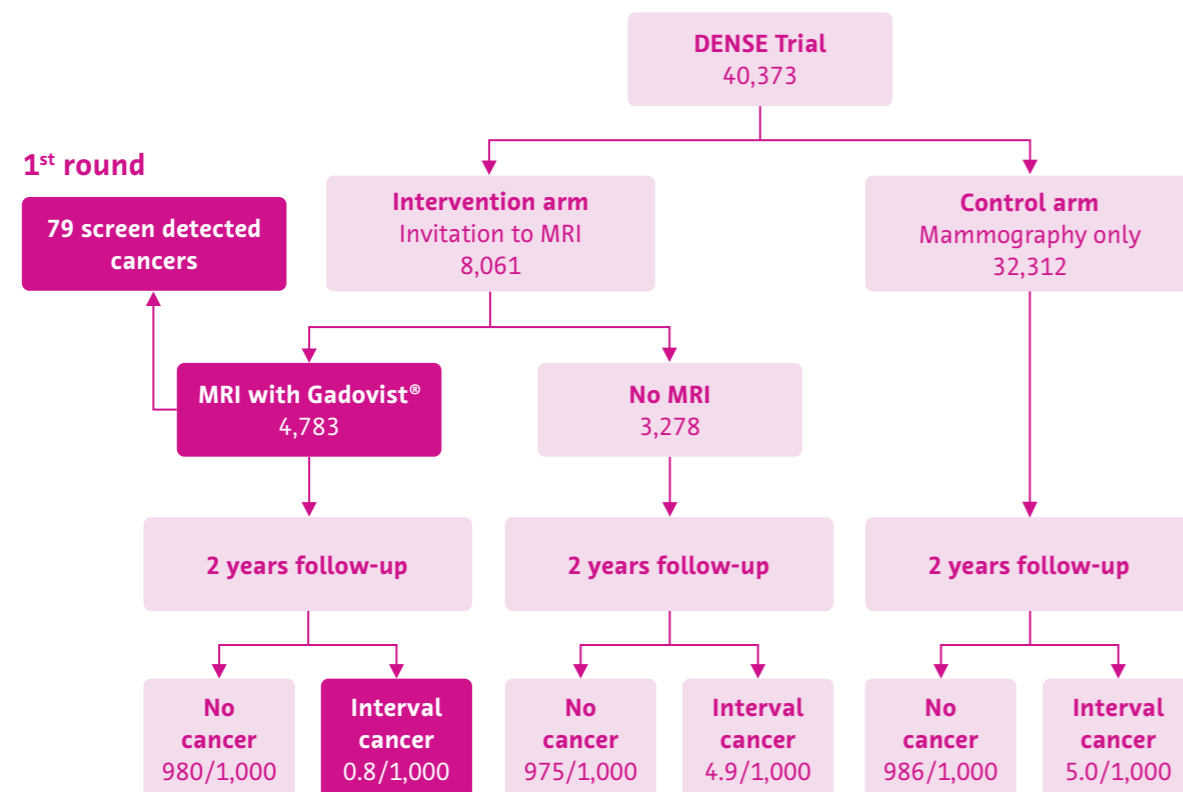 DENSE Trial
40,373
1st round
79 screen detected
cancers
Intervention arm
Invitation to MRI
8,061
Control arm
Mammography only
32,312
MRI with Gadovist®
4,783
No MRI
3,278
2 years follow-up
2 years follow-up
2 years follow-up
No
cancer
980/1,000
Interval
cancer
0.8/1,000
No
cancer
975/1,000
Interval
cancer
4.9/1,000
No
cancer
986/1,000
Interval
cancer
5.0/1,000